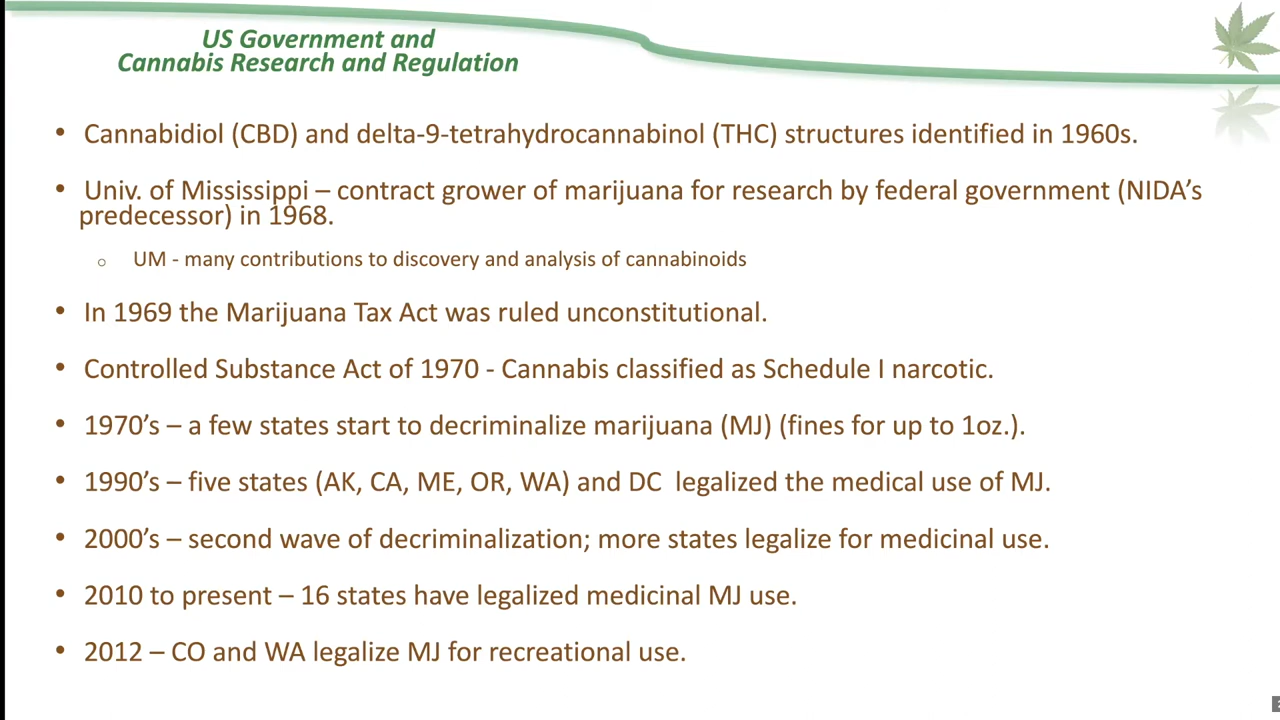 US Government and
Cannabis Research and Regulation
• Cannabidiol (CBD) and delta-9-tetrahydrocannabinol (THC) structures identified in 1960s.
• Univ. of Mississippi – contract grower of marijuana for research by federal government (NIDA’s
predecessor) in 1968.
o UM - many contributions to discovery and analysis of cannabinoids
• In 1969 the Marijuana Tax Act was ruled unconstitutional.
• Controlled Substance Act of 1970 - Cannabis classified as Schedule I narcotic.
• 1970’s – a few states start to decriminalize marijuana (MJ) (fines for up to 1oz.).
• 1990’s – five states (AK, CA, ME, OR, WA) and DC legalized the medical use of MJ.
• 2000’s – second wave of decriminalization; more states legalize for medicinal use.
• 2010 to present – 16 states have legalized medicinal MJ use.
• 2012 – CO and WA legalize MJ for recreational use.